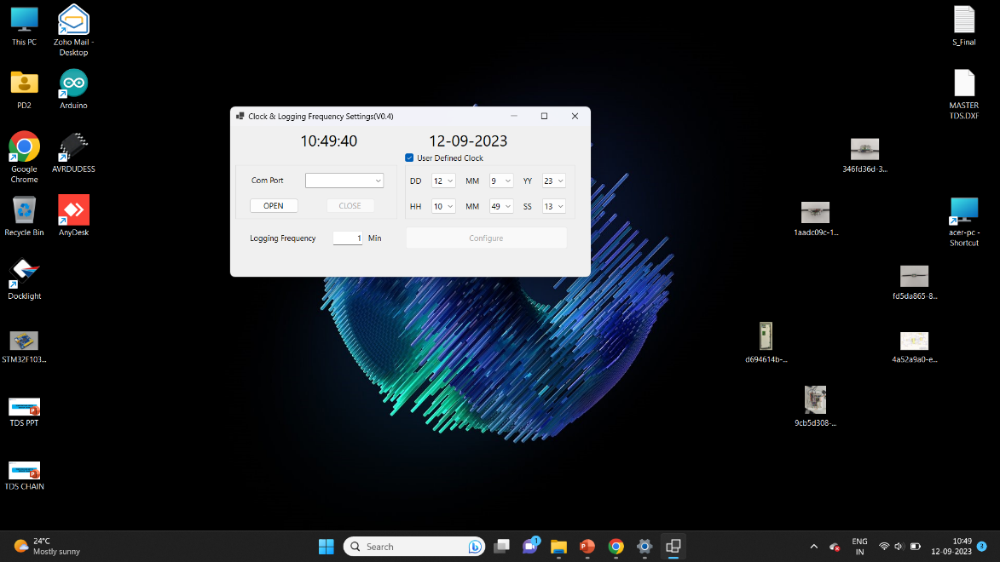 This PC
Zoho Mail -
Desktop
PD2
Arduino
Google
Chrome
AVRDUDESS
Recycle Bin
AnyDesk
Docklight
STM32F103...
TDS PPT
TDS CHAIN
Clock & Logging Frequency Settings(V0.4)
10:49:40
12-09-2023
User Defined Clock
Com Port
OPEN
CLOSE
DD 12 MM 9 YY 23
HH 10 MM 49 SS 13
Logging Frequency 1 Min
Configure
S_Final
MASTER
TDS.DXF
346fd36d-3...
1aadc09c-1...
acer-pc -
Shortcut
fd5da865-8...
d694614b-...
4a52a9a0-e...
9cb5d308-...
24°C
Mostly sunny
Search
1
ENG
IN
10:49
12-09-2023
3